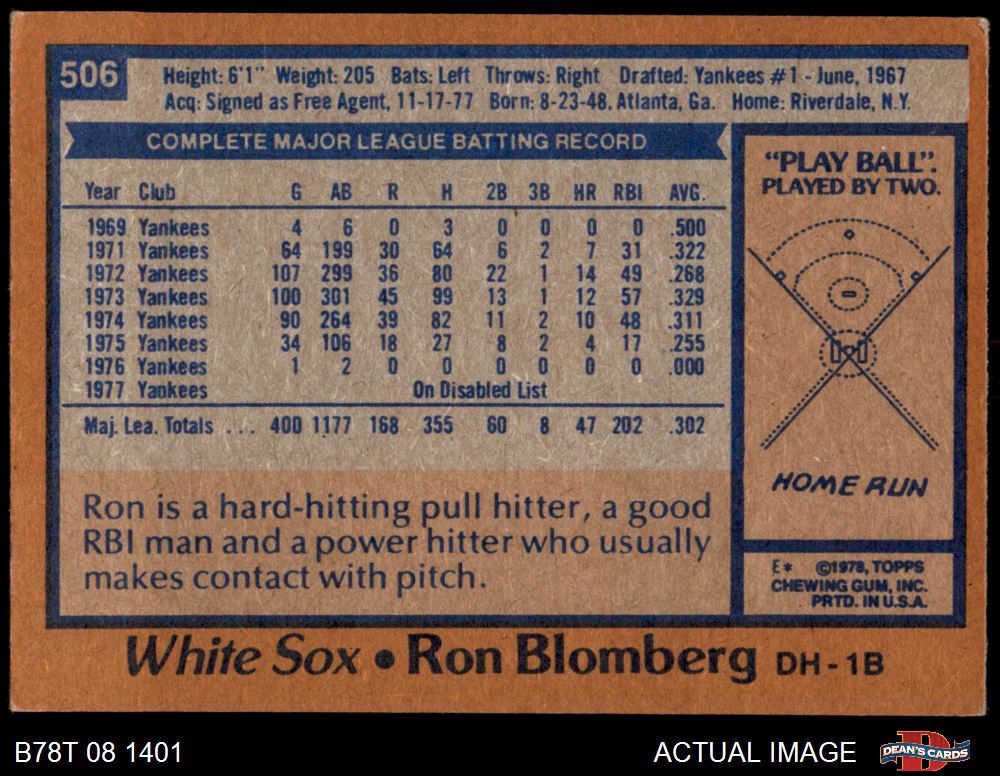 506
Height: 6'1" Weight: 205 Bats: Left Throws: Right Drafted: Yankees #1 - June, 1967
Acq: Signed as Free Agent, 11-17-77 Born: 8-23-48, Atlanta, Ga. Home: Riverdale, N.Y.
COMPLETE MAJOR LEAGUE BATTING RECORD
Year Club G AB R H 2B 3B HR RBI AVG.
1969 Yankees 4 6 0 3 0 0 0 0 .500
1971 Yankees 64 199 30 64 6 2 7 31 .322
1972 Yankees 107 299 36 80 22 1 14 49 .268
1973 Yankees 100 301 45 99 13 1 12 57 .329
1974 Yankees 90 264 39 82 11 2 10 48 .311
1975 Yankees 34 106 18 27 8 2 4 17 .255
1976 Yankees 1 2 0 0 0 0 0 0 .000
1977 Yankees On Disabled List
Maj. Lea. Totals . . . 400 1177 168 355 60 8 47 202 .302
Ron is a hard-hitting pull hitter, a good
RBI man and a power hitter who usually
makes contact with pitch.
"PLAY BALL":
PLAYED BY TWO.
HOME RUN
E* ©1978, TOPPS
CHEWING GUM, INC.
PRTD. IN U.S.A.
White Sox • Ron Blomberg DH - 1B
B78T 08 1401
ACTUAL IMAGE
DEAN'S CARDS